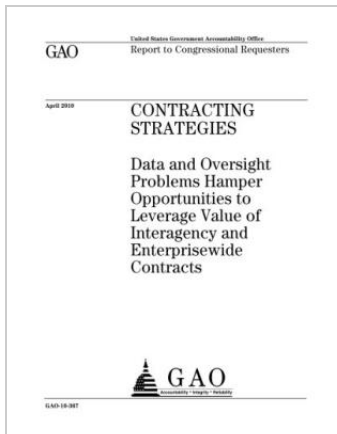 United States Government Accountability Office
GAO
Report to Congressional Requesters
April 2010
CONTRACTING
STRATEGIES
Data and Oversight
Problems Hamper
Opportunities to
Leverage Value of
Interagency and
Enterprisewide
Contracts
GAO
Accountability * Integrity * Reliability
GAO-10-367